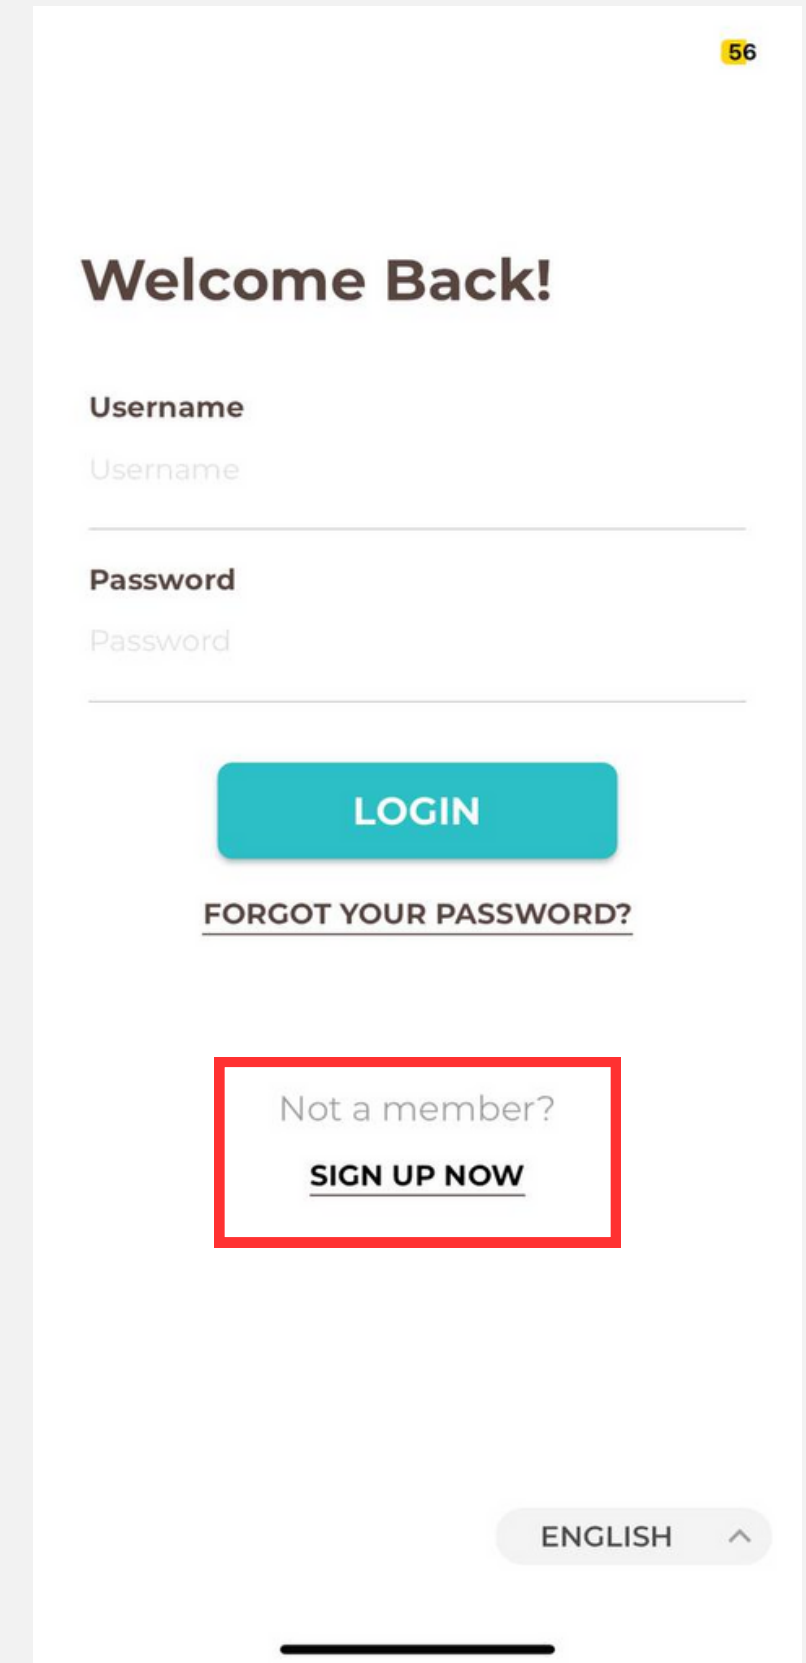 56
Welcome Back!
Username
Username
Password
Password
LOGIN
FORGOT YOUR PASSWORD?
Not a member?
SIGN UP NOW
ENGLISH